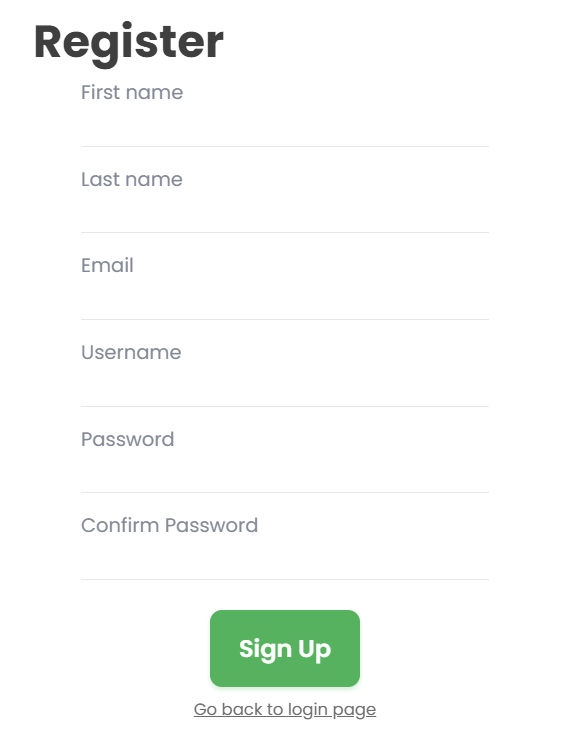 Register
First name
Last name
Email
Username
Password
Confirm Password
Sign Up
Go back to login page